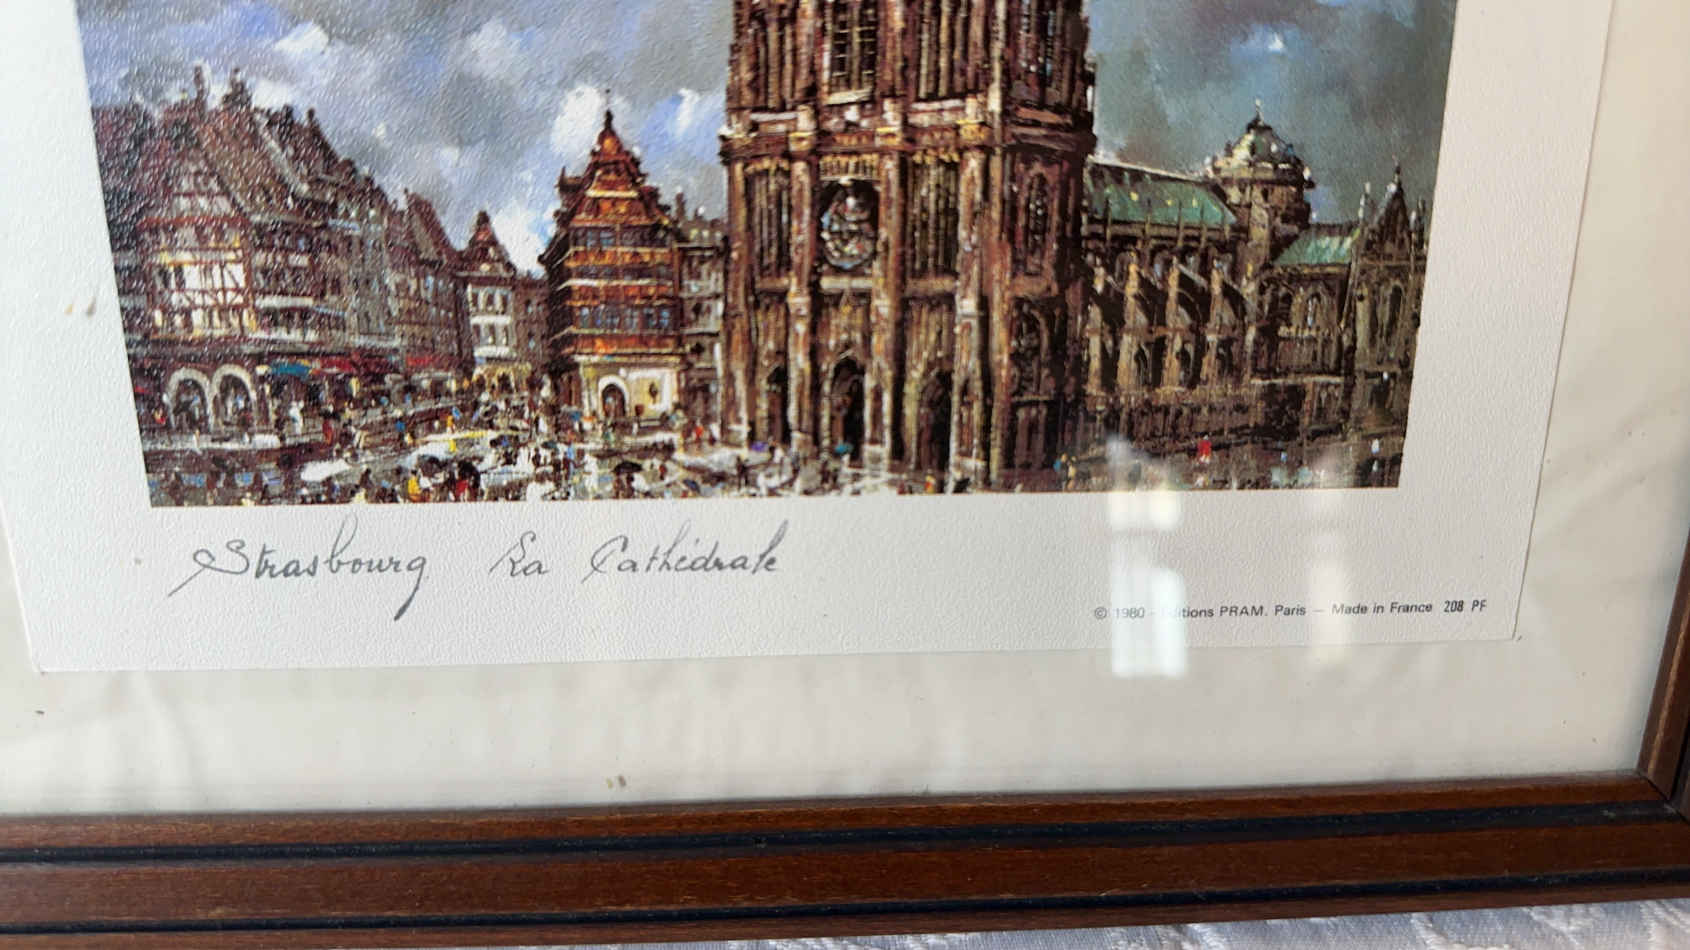 Strasbourg La Cathédrale
© 1980 - Editions PRAM. Paris — Made in France 208 PF